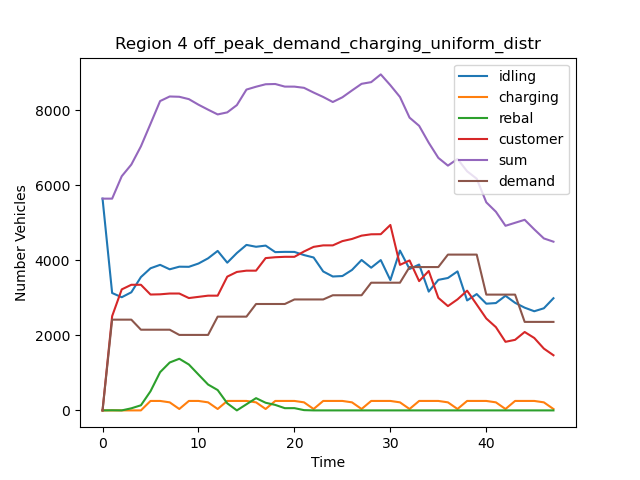 Region 4 off_peak_demand_charging_uniform_distr
idling
charging
rebal
customer
sum
demand
Number Vehicles
8000
6000
4000
2000
0
0 10 20 30 40
Time